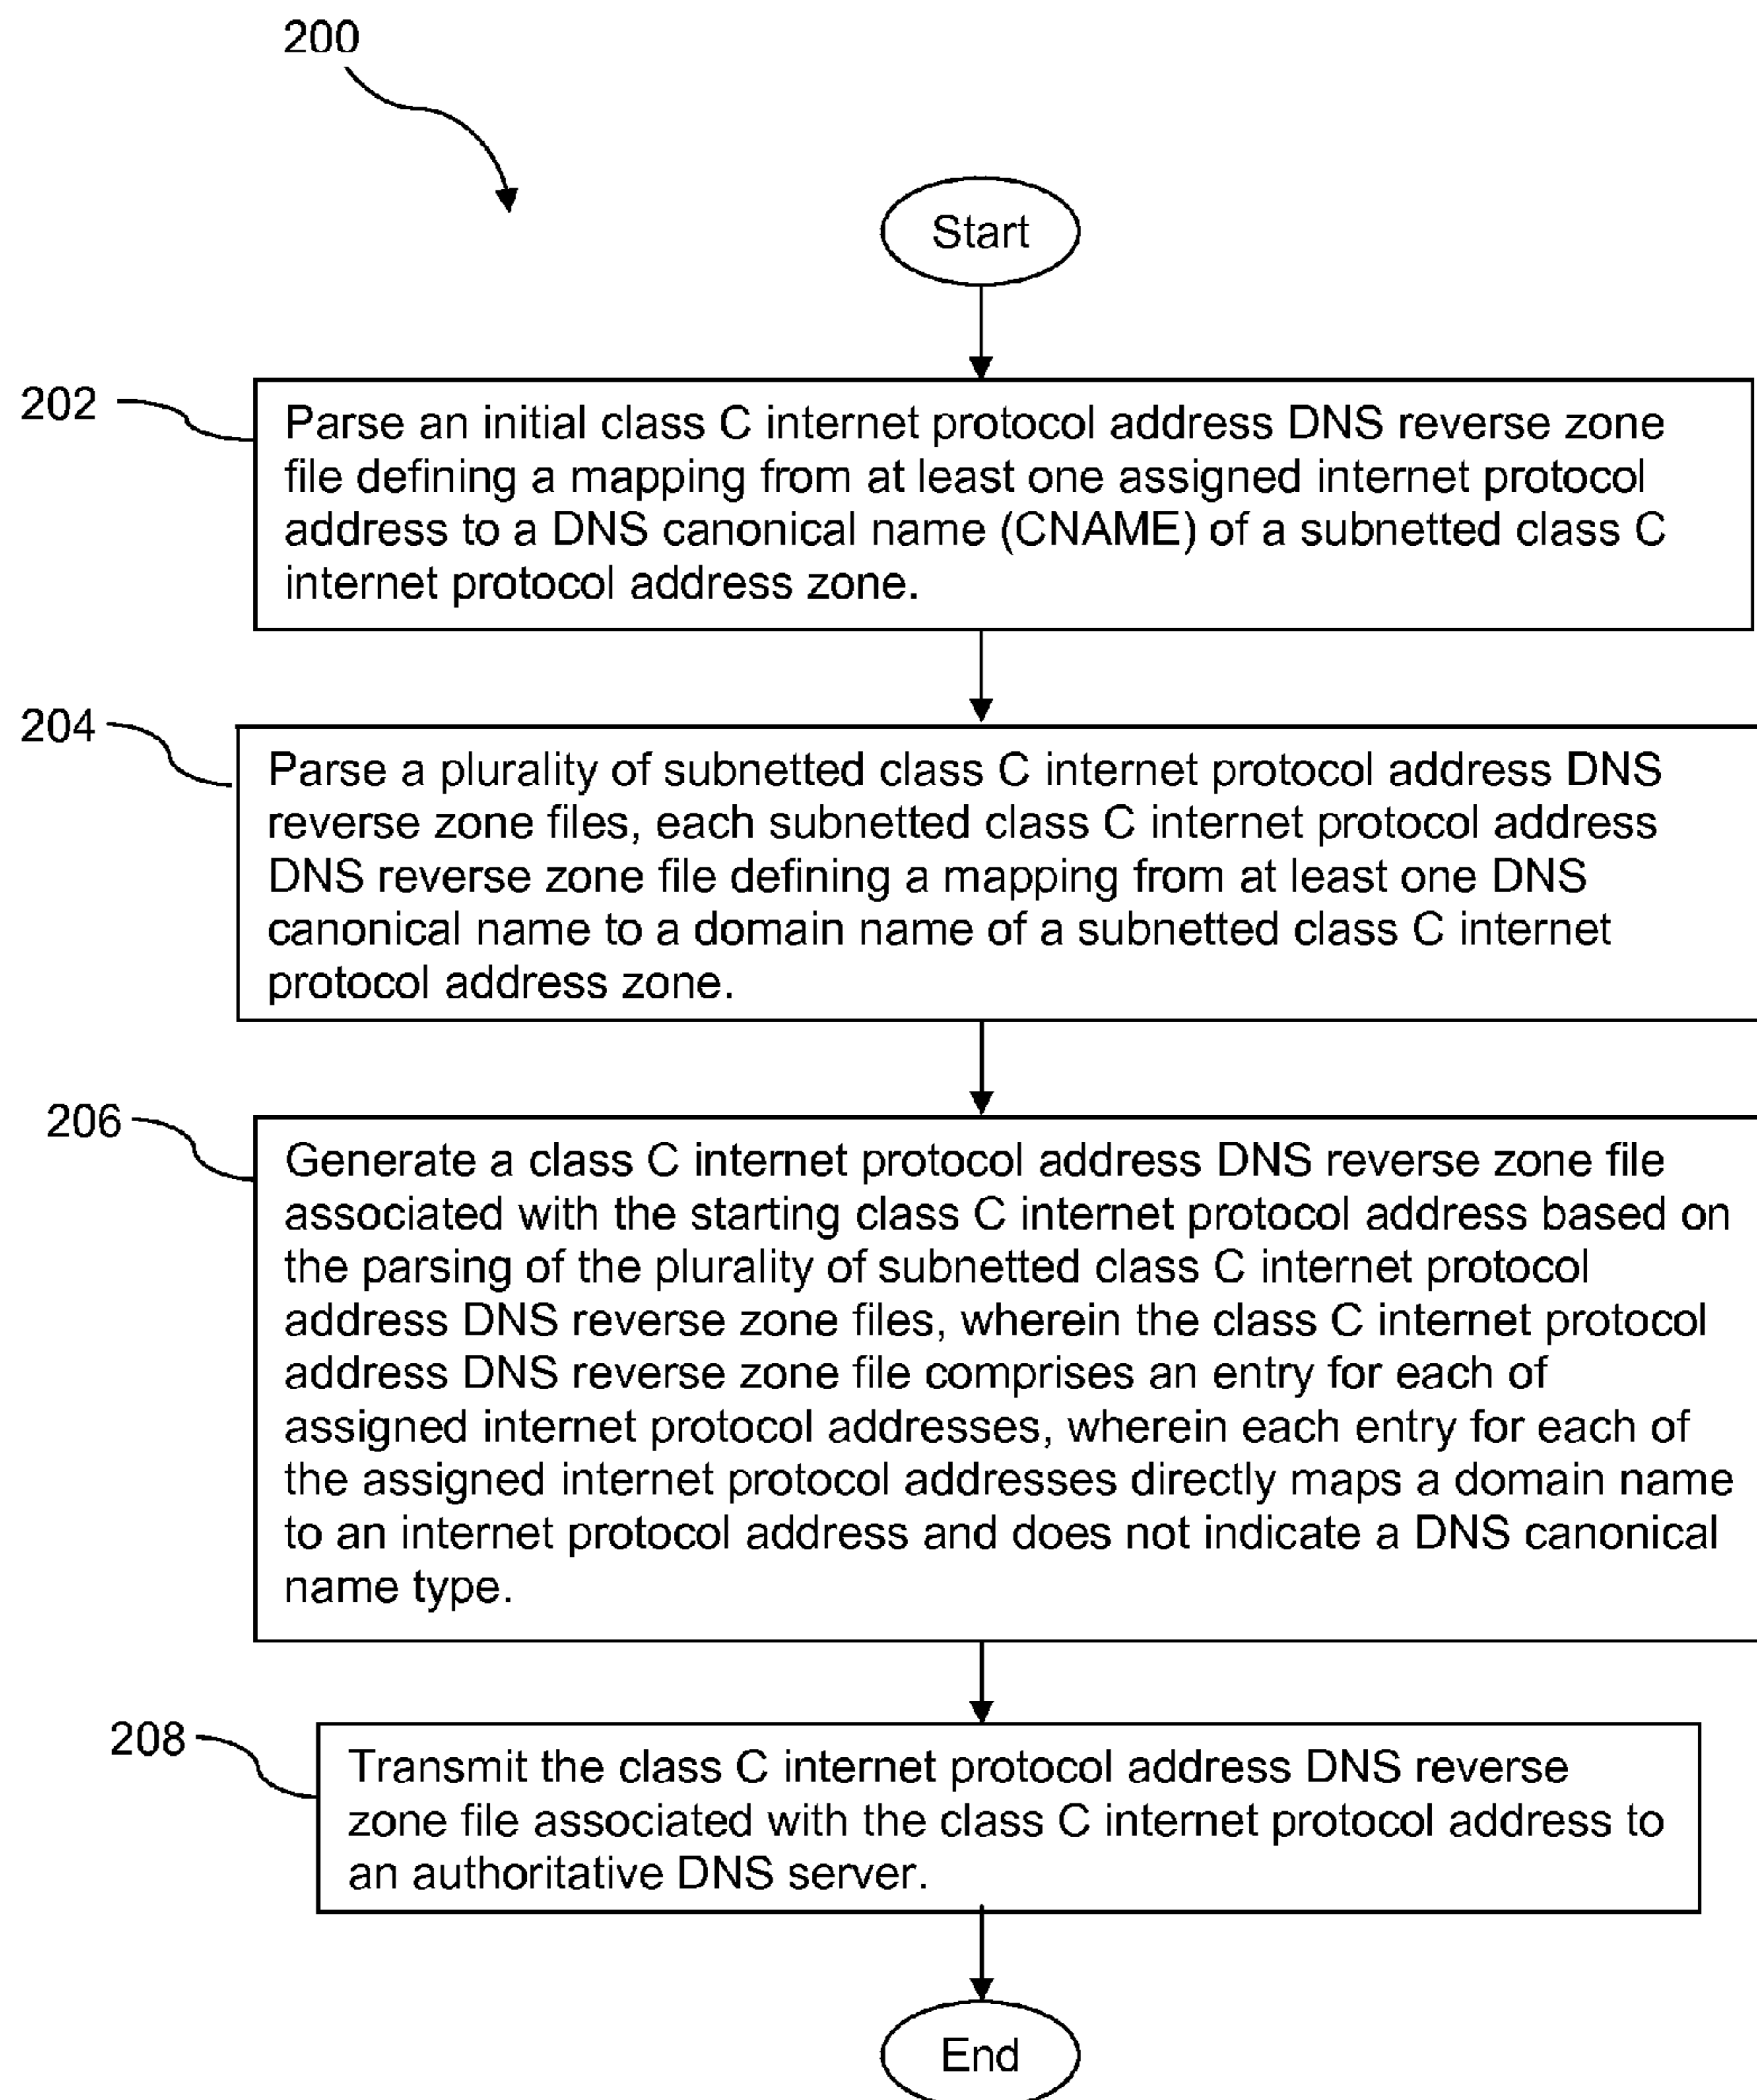 200
Start
202
Parse an initial class C internet protocol address DNS reverse zone
file defining a mapping from at least one assigned internet protocol
address to a DNS canonical name (CNAME) of a subnetted class C
internet protocol address zone.
204
Parse a plurality of subnetted class C internet protocol address DNS
reverse zone files, each subnetted class C internet protocol address
DNS reverse zone file defining a mapping from at least one DNS
canonical name to a domain name of a subnetted class C internet
protocol address zone.
206
Generate a class C internet protocol address DNS reverse zone file
associated with the starting class C internet protocol address based on
the parsing of the plurality of subnetted class C internet protocol
address DNS reverse zone files, wherein the class C internet protocol
address DNS reverse zone file comprises an entry for each of
assigned internet protocol addresses, wherein each entry for each of
the assigned internet protocol addresses directly maps a domain name
to an internet protocol address and does not indicate a DNS canonical
name type.
208
Transmit the class C internet protocol address DNS reverse
zone file associated with the class C internet protocol address to
an authoritative DNS server.
End